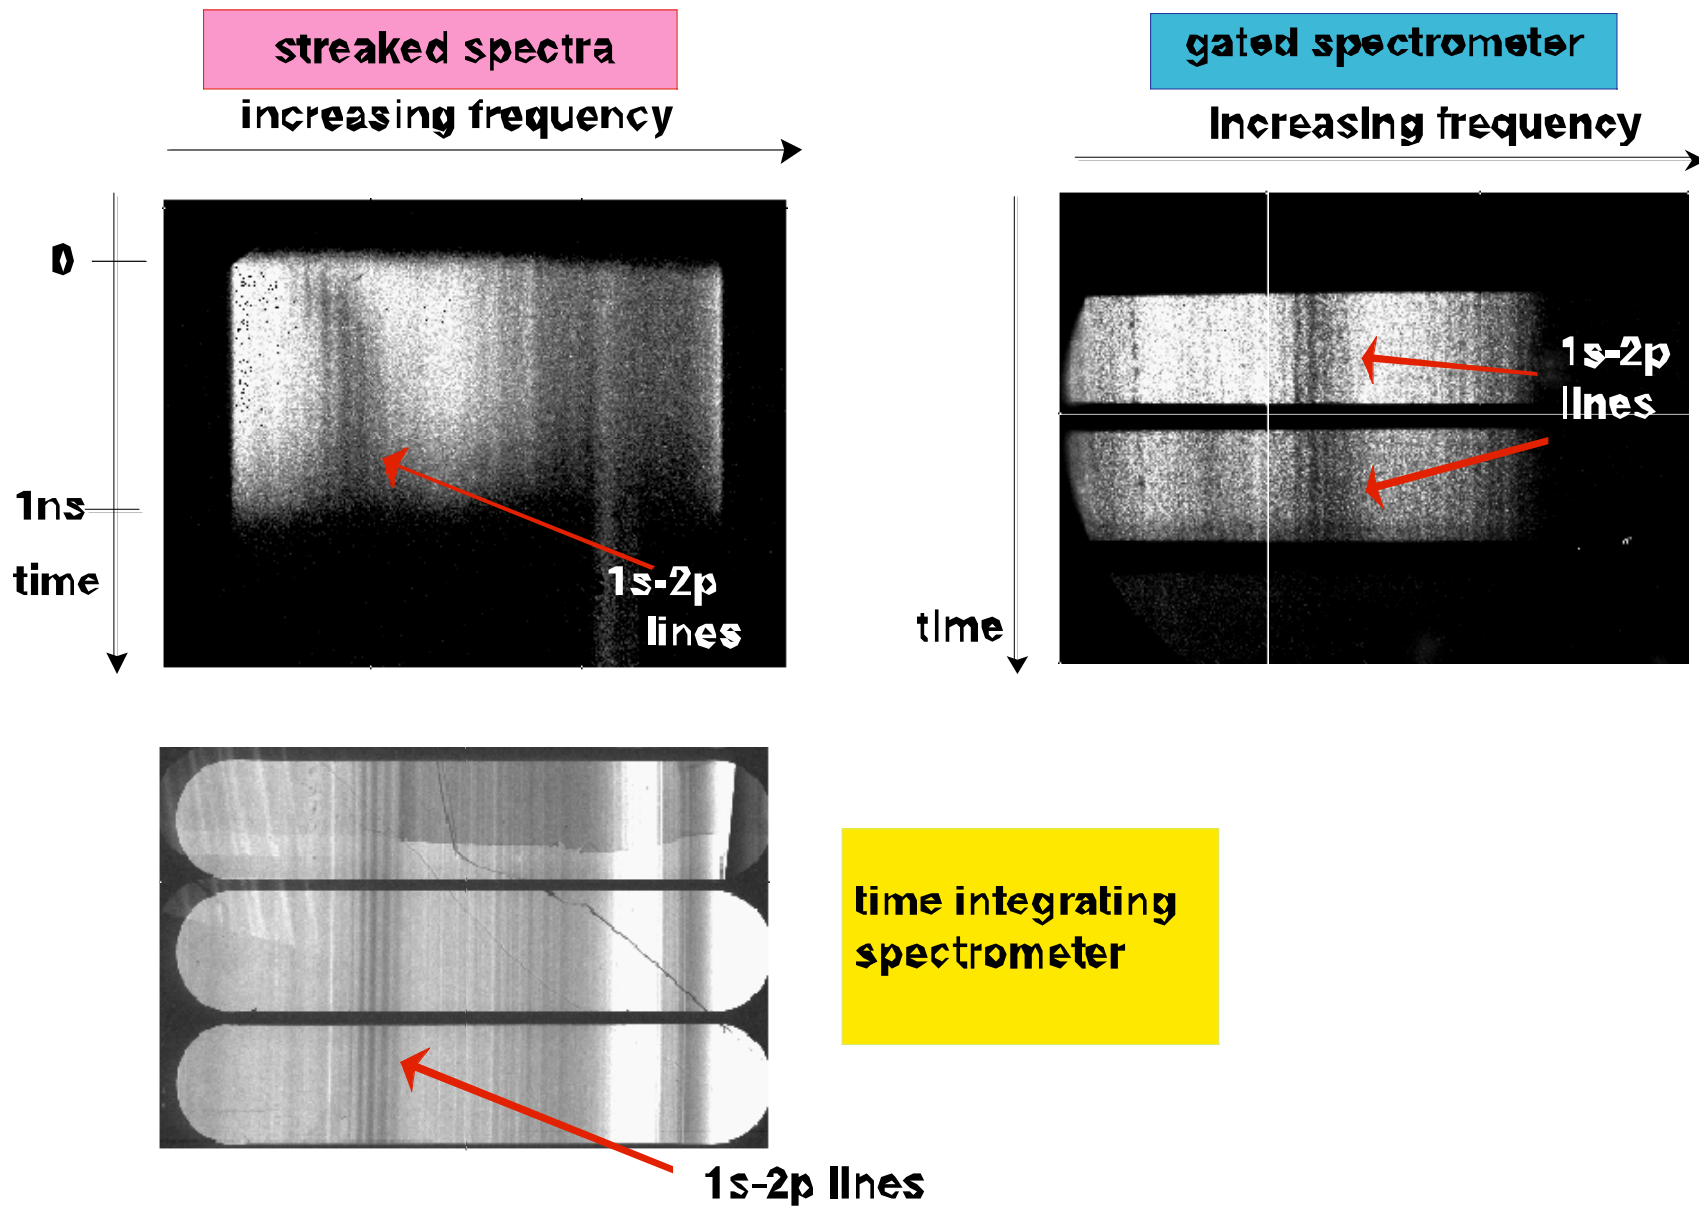 streaked spectra
increasing frequency
0
1ns
time
1s-2p
lines
gated spectrometer
increasing frequency
1s-2p
lines
time
time integrating
spectrometer
1s-2p lines